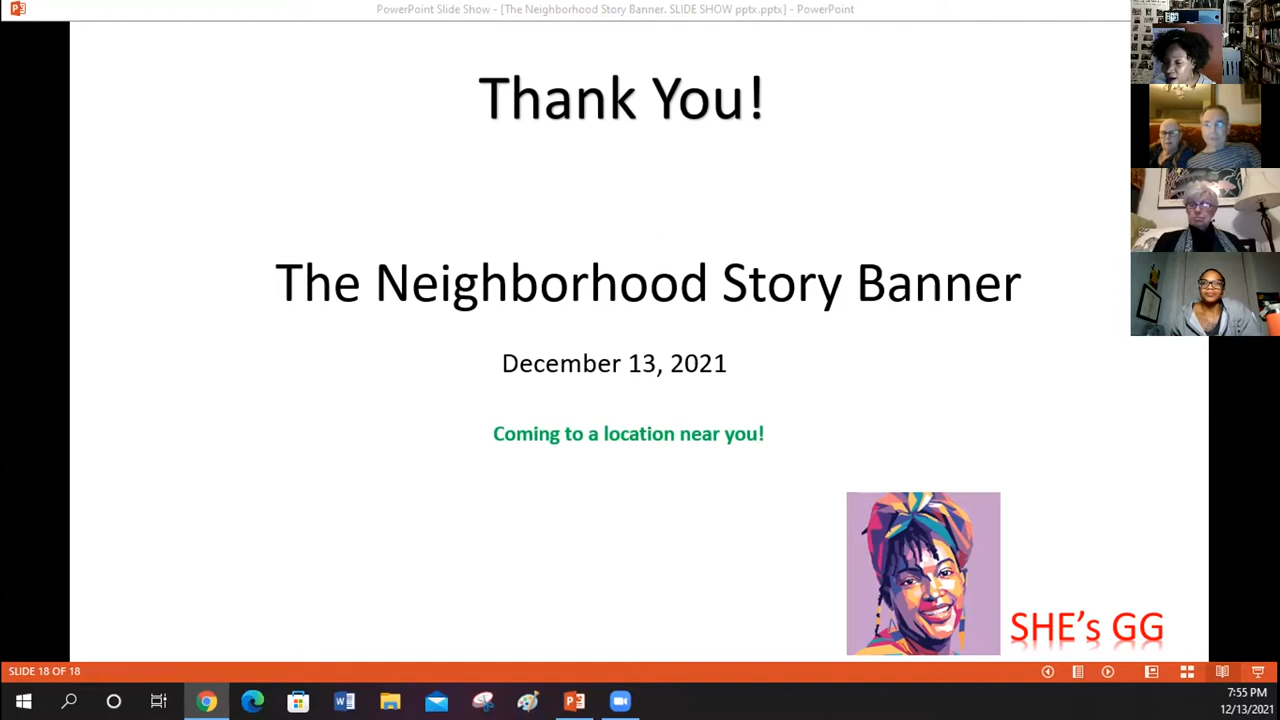 PowerPoint Slide Show - [The Neighborhood Story Banner. SLIDE SHOW pptx.pptx] - PowerPoint
Thank You!
The Neighborhood Story Banner
December 13, 2021
Coming to a location near you!
SHE's GG
SLIDE 18 OF 18
7:55 PM
12/13/2021